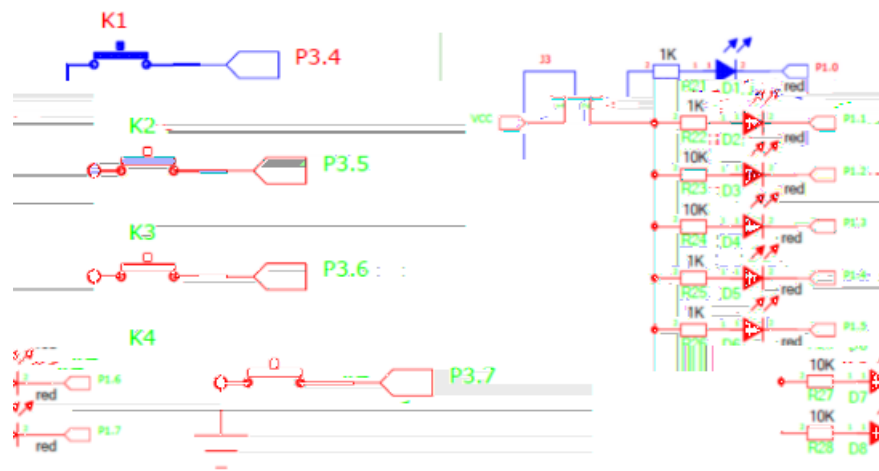 K1
P3.4
J3
1K
P1.0
R21 D1 red
K2
VCC
1K
P1.1
R22 D2
P3.5
10K
P1.2
R23 D3 red
K3
10K
R24 D4 red
P3.6
1K
R25 D5 red
1K
P1.5
red
K4
P3.7
P1.6
red
10K
R27 D7
P1.7
red
10K
R28 D8